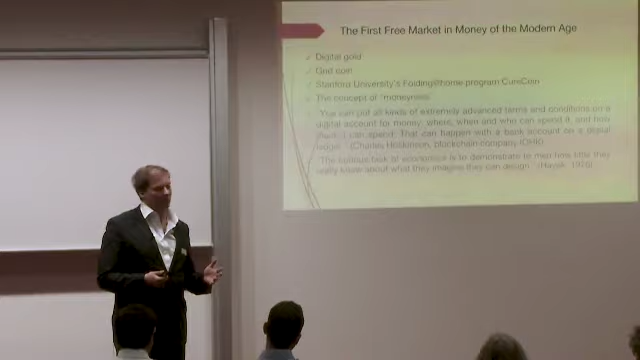 The First Free Market in Money of the Modern Age
Digital gold
Grid coin
Stanford University's Folding@home program CureCoin
The concept of "moneyness"
"You can put all kinds of extremely advanced terms and conditions on a
digital account for money: where, when and who can spend it, and how
they can spend. That can happen with a bank account on a digital
ledger." (Charles Hoskinson, blockchain company IOHK)
"The curious task of economics is to demonstrate to men how little they
really know about what they imagine they can design." (Hayek,